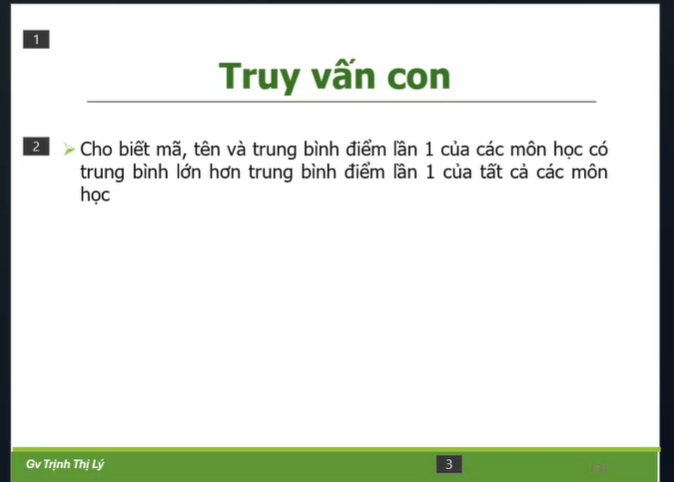 1
Truy vấn con
2
➢ Cho biết mã, tên và trung bình điểm lần 1 của các môn học có
trung bình lớn hơn trung bình điểm lần 1 của tất cả các môn
học
Gv Trịnh Thị Lý
3